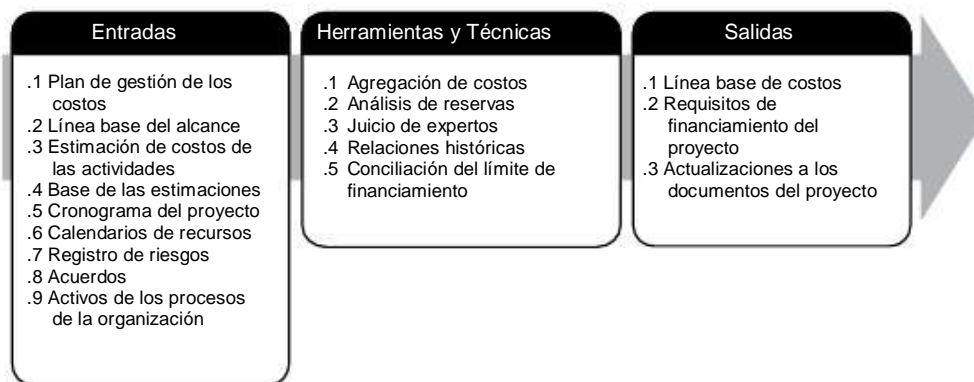 Entradas
.1 Plan de gestión de los
costos
.2 Línea base del alcance
.3 Estimación de costos de
las actividades
.4 Base de las estimaciones
.5 Cronograma del proyecto
.6 Calendarios de recursos
.7 Registro de riesgos
.8 Acuerdos
.9 Activos de los procesos
de la organización
Herramientas y Técnicas
.1 Agregación de costos
.2 Análisis de reservas
.3 Juicio de expertos
.4 Relaciones históricas
.5 Conciliación del límite de
financiamiento
Salidas
.1 Línea base de costos
.2 Requisitos de
financiamiento del
proyecto
.3 Actualizaciones a los
documentos del proyecto